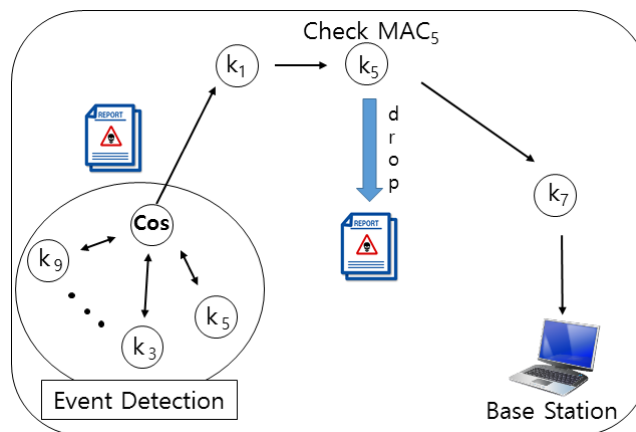 Check MAC₅
k₁
k₅
d
r
o
p
REPORT
k₇
REPORT
Cos
k₉
k₅
k₃
Event Detection
Base Station